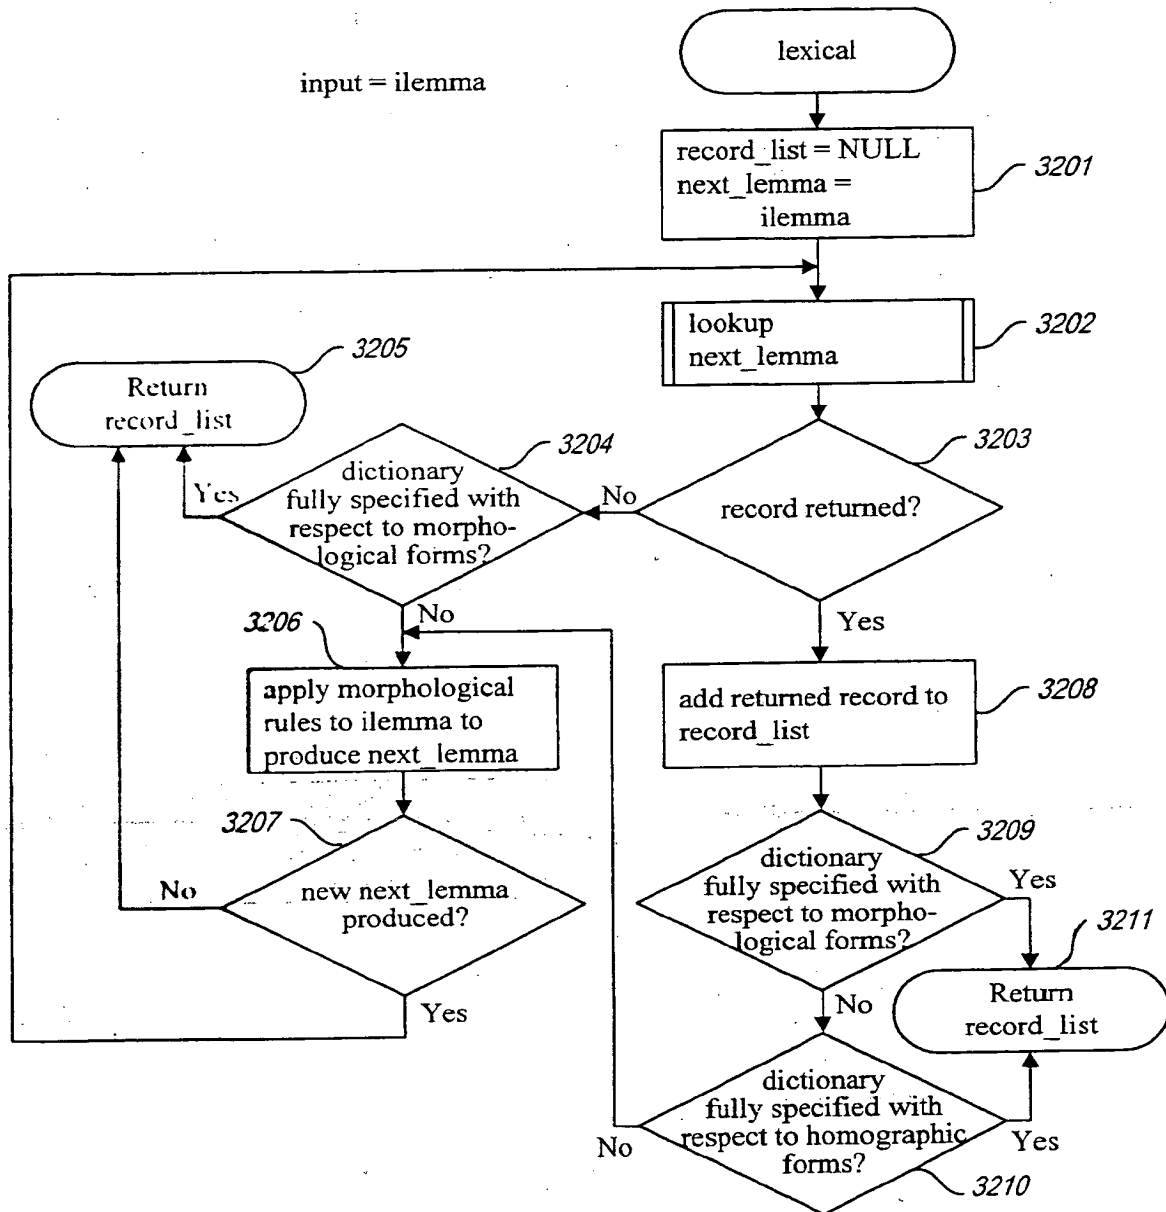 lexical
input = ilemma
record_list = NULL
next_lemma =
ilemma
3201
lookup
next_lemma
3202
Return
record_list
3205
dictionary
fully specified with
respect to morpho-
logical forms?
3204
Yes
No
record returned?
3203
No
Yes
3206
apply morphological
rules to ilemma to
produce next_lemma
add returned record to
record_list
3208
3207
new next_lemma
produced?
No
Yes
dictionary
fully specified with
respect to morpho-
logical forms?
3209
Yes
No
3211
Return
record_list
dictionary
fully specified with
respect to homographic
forms?
No
Yes
3210